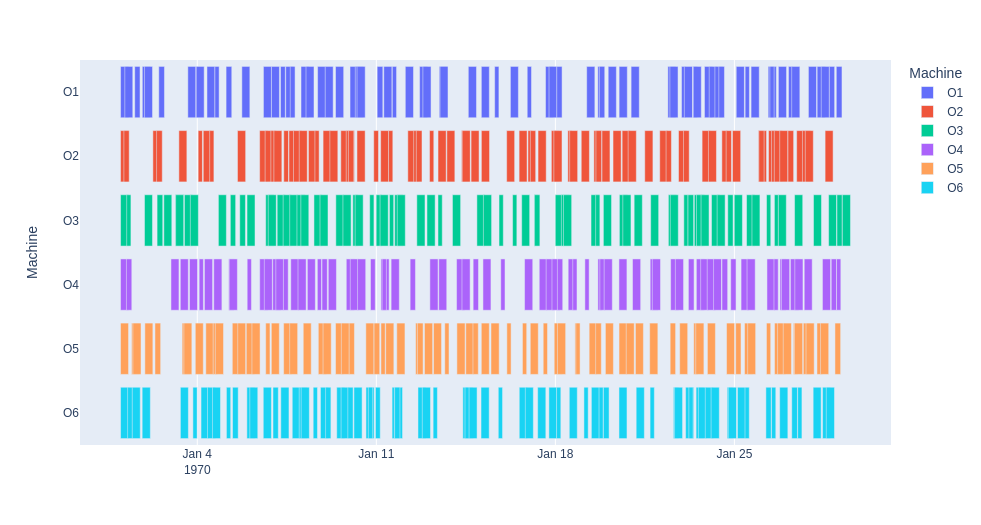 Machine
O1
O2
O3
O4
O5
O6
Jan 4
1970
Jan 11
Jan 18
Jan 25
Machine
O1
O2
O3
O4
O5
O6